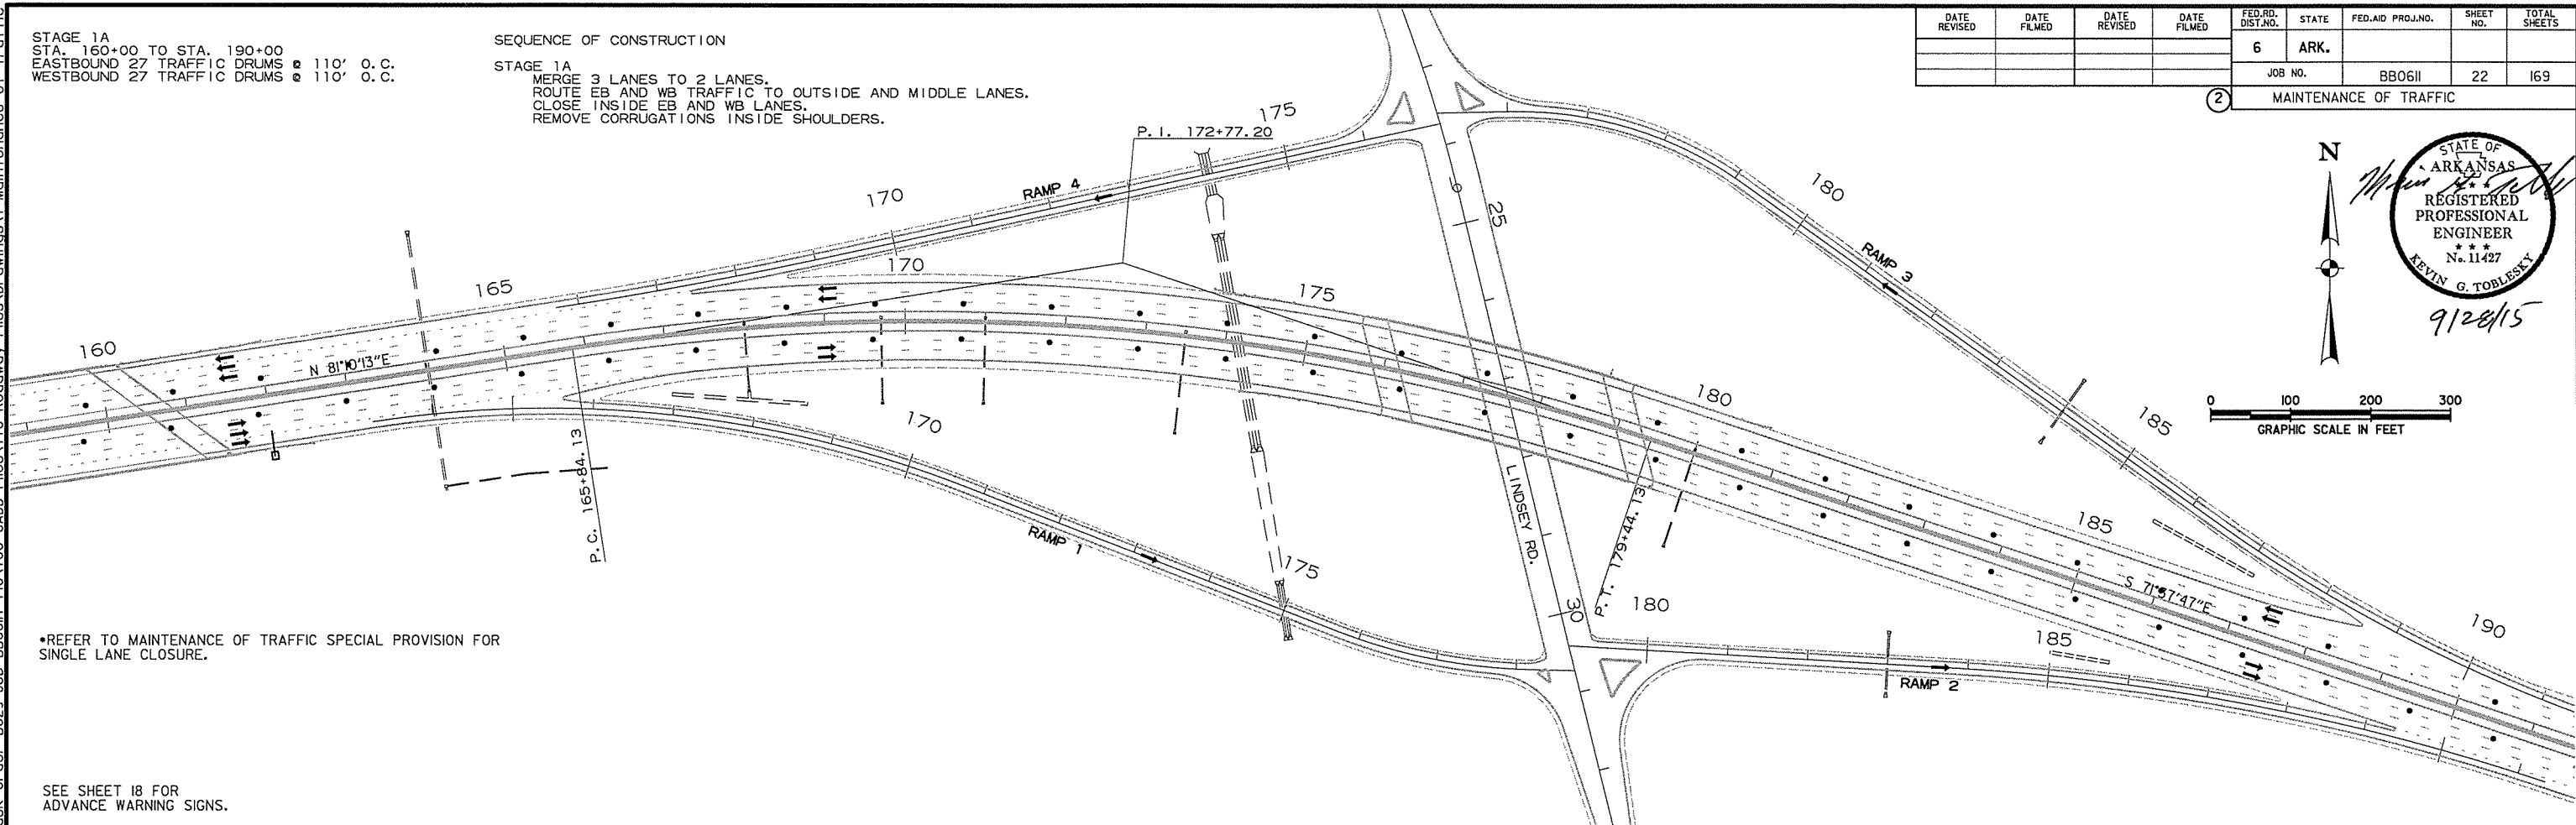 STAGE 1A
STA. 160+00 TO STA. 190+00
EASTBOUND 27 TRAFFIC DRUMS @ 110' O.C.
WESTBOUND 27 TRAFFIC DRUMS @ 110' O.C.
SEQUENCE OF CONSTRUCTION
STAGE 1A
MERGE 3 LANES TO 2 LANES.
ROUTE EB AND WB TRAFFIC TO OUTSIDE AND MIDDLE LANES.
CLOSE INSIDE EB AND WB LANES.
REMOVE CORRUGATIONS INSIDE SHOULDERS.
DATE REVISED
DATE FILMED
DATE REVISED
DATE FILMED
FED.RD. DIST.NO.
STATE
FED.AID PROJ.NO.
SHEET NO.
TOTAL SHEETS
6 ARK.
JOB NO. BB0611 22 169
2 MAINTENANCE OF TRAFFIC
N
STATE OF
ARKANSAS
★ ★ ★
REGISTERED
PROFESSIONAL
ENGINEER
★ ★ ★
No. 11427
KEVIN G. TOBLESKY
9/28/15
0 100 200 300
GRAPHIC SCALE IN FEET
P.I. 172+77.20
175
170
RAMP 4
25
180
RAMP 3
185
160
165
170
175
180
185
190
N 81°10'13"E
P.C. 165+84.13
170
RAMP 1
175
LINDSEY RD.
30
P.T. 179+44.13
180
S 71°57'47"E
185
RAMP 2
*REFER TO MAINTENANCE OF TRAFFIC SPECIAL PROVISION FOR
SINGLE LANE CLOSURE.
SEE SHEET 18 FOR
ADVANCE WARNING SIGNS.